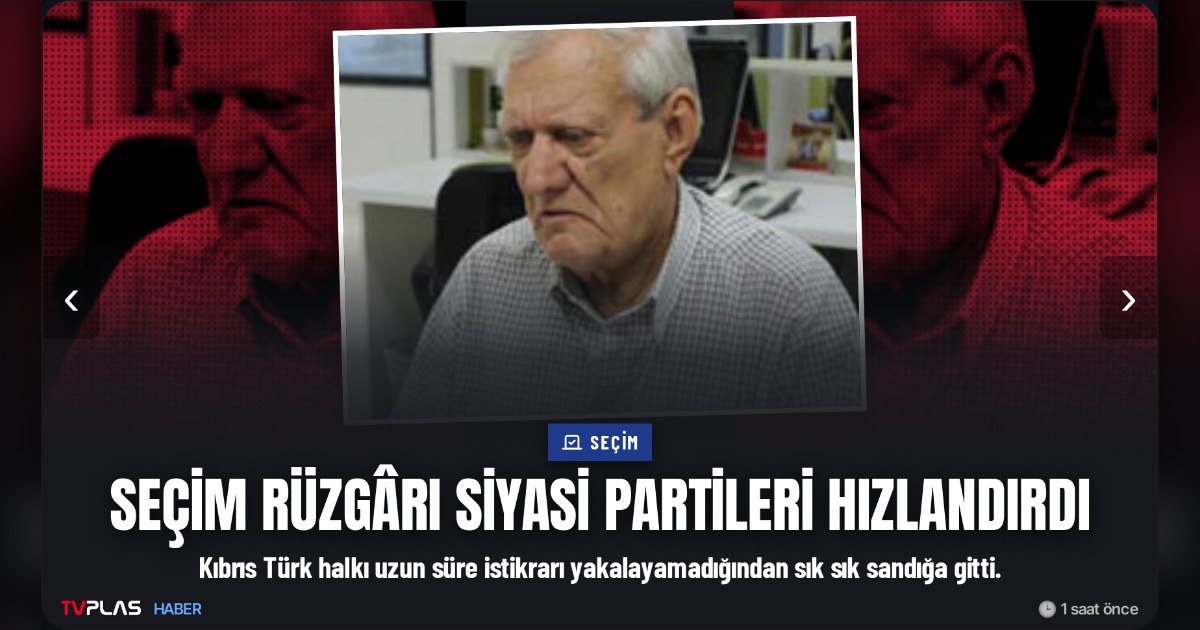 SEÇİM
SEÇİM RÜZGÂRI SİYASİ PARTİLERİ HIZLANDIRDI
Kıbrıs Türk halkı uzun süre istikrarı yakalayamadığından sık sık sandığa gitti.
TVPLAS HABER
1 saat önce